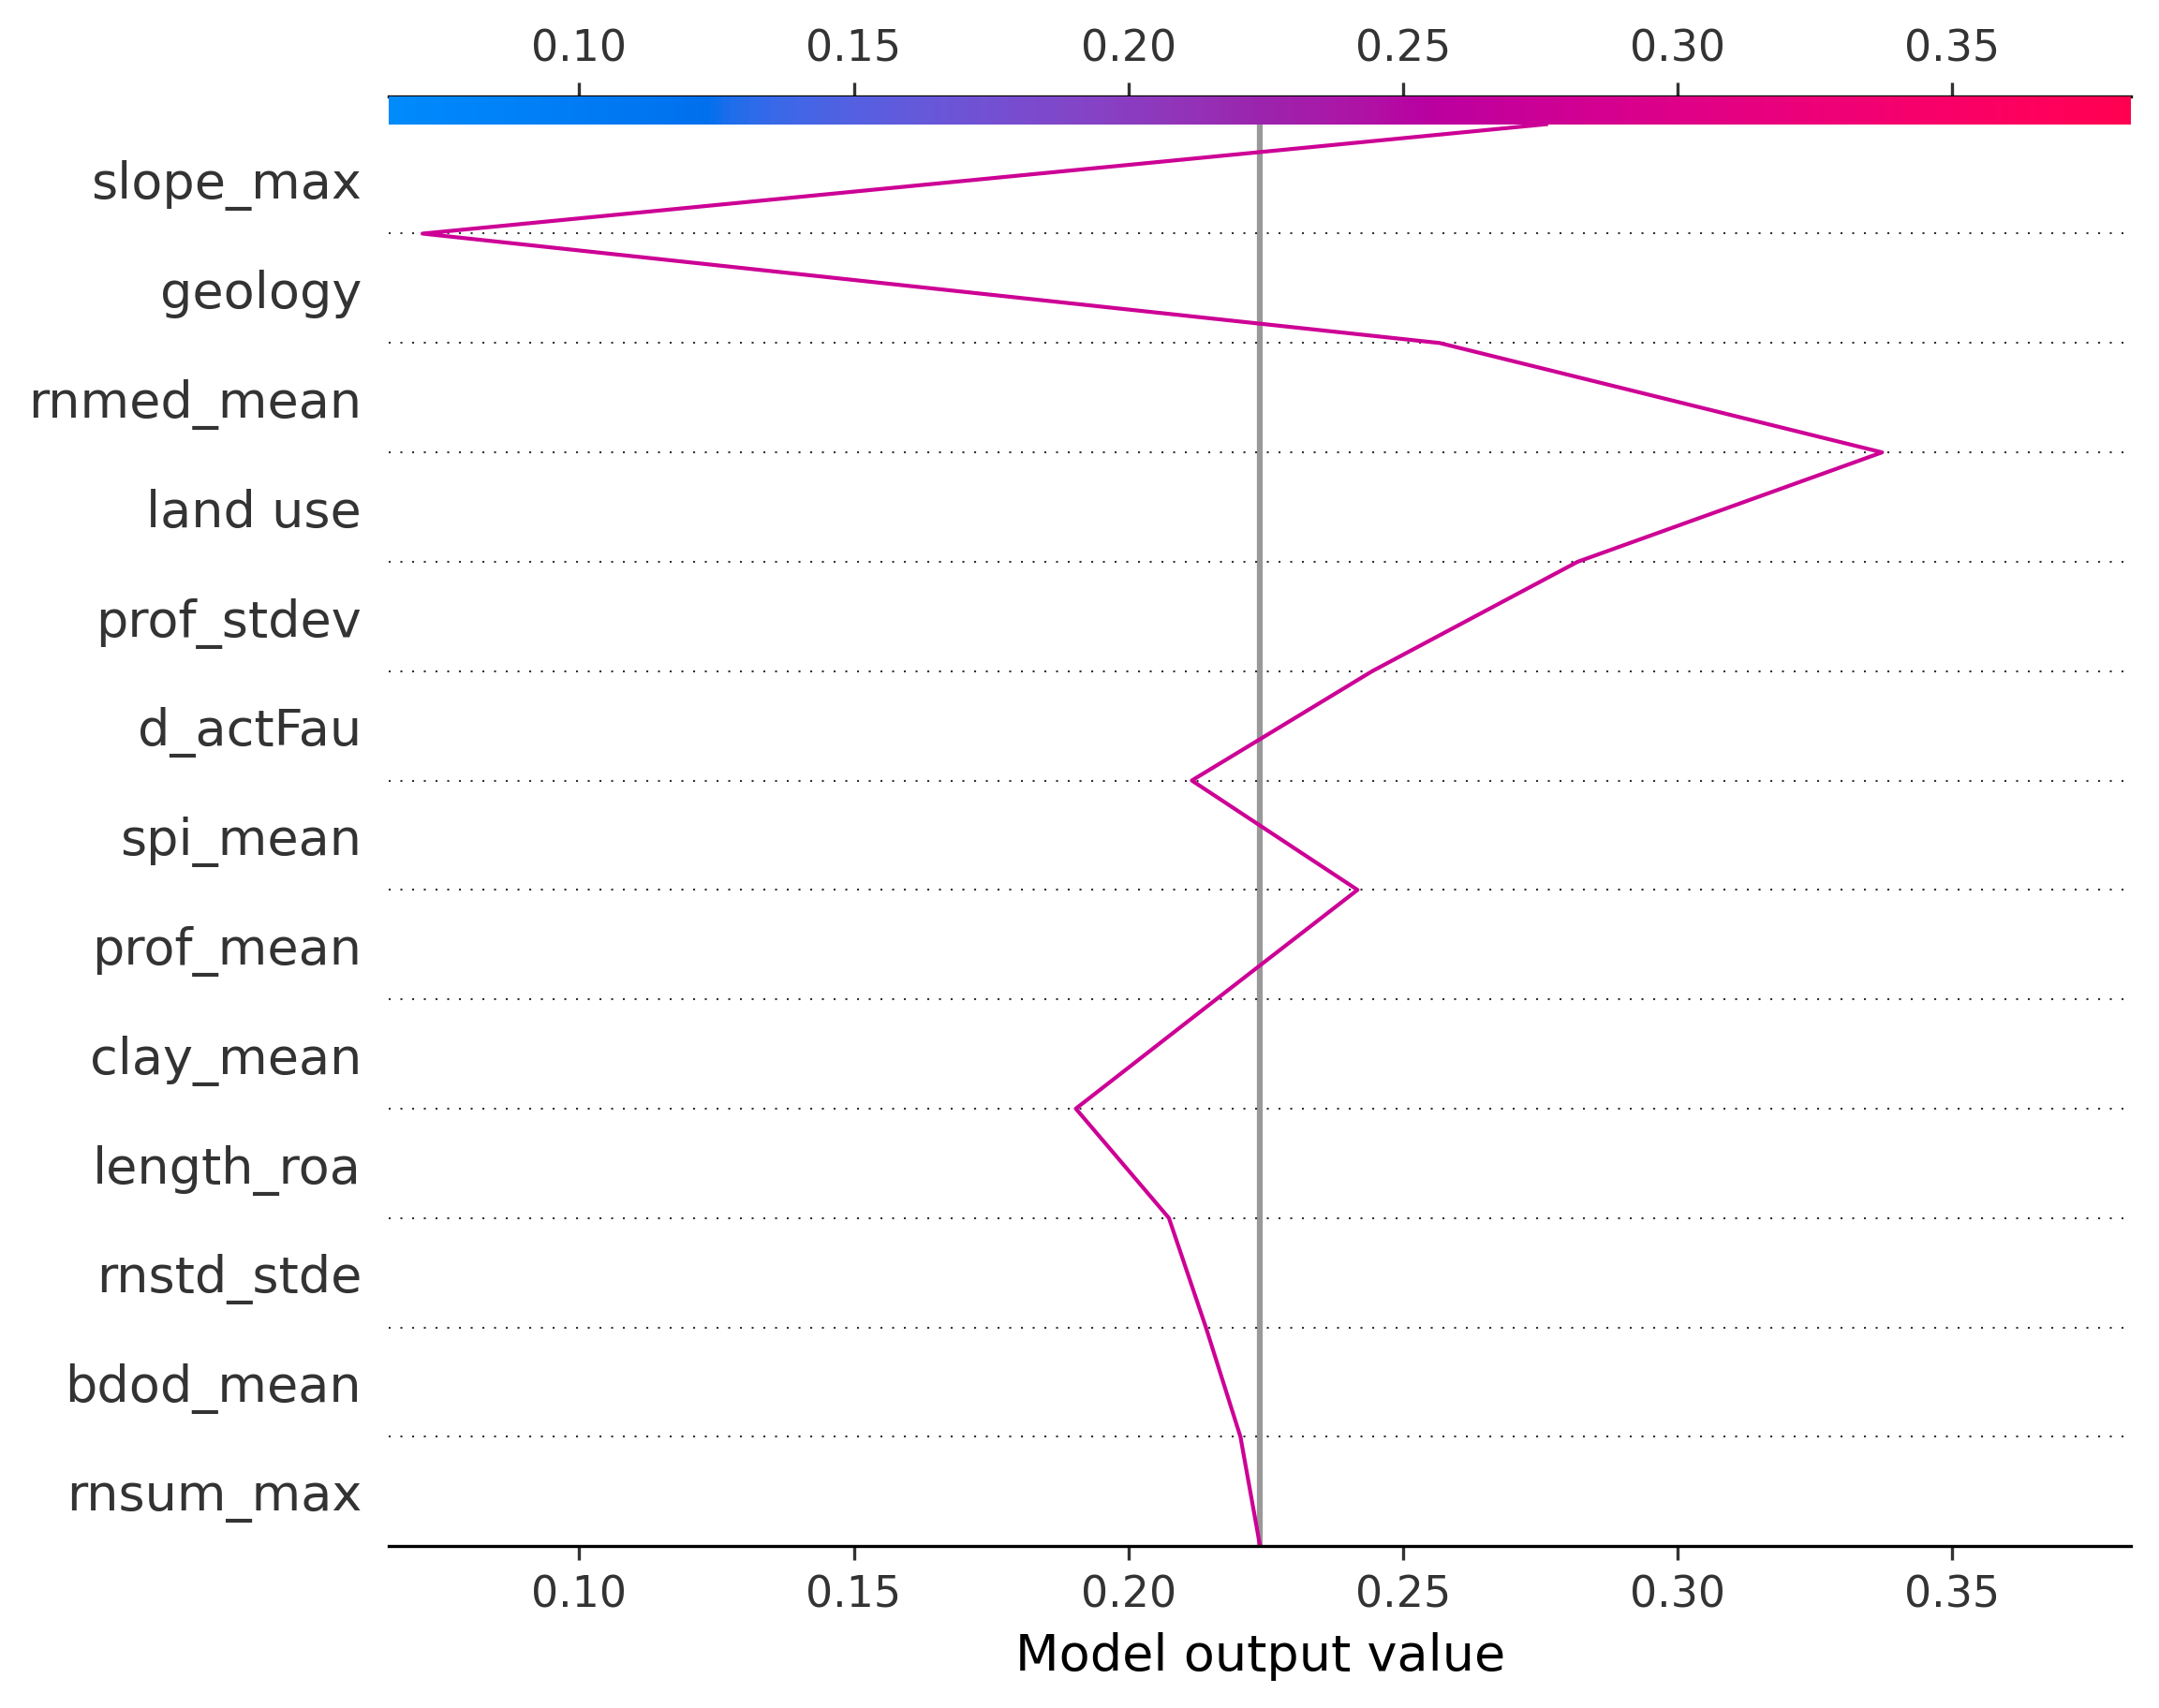 0.10 0.15 0.20 0.25 0.30 0.35
slope_max
geology
rnmed_mean
land use
prof_stdev
d_actFau
spi_mean
prof_mean
clay_mean
length_roa
rnstd_stde
bdod_mean
rnsum_max
0.10 0.15 0.20 0.25 0.30 0.35
Model output value